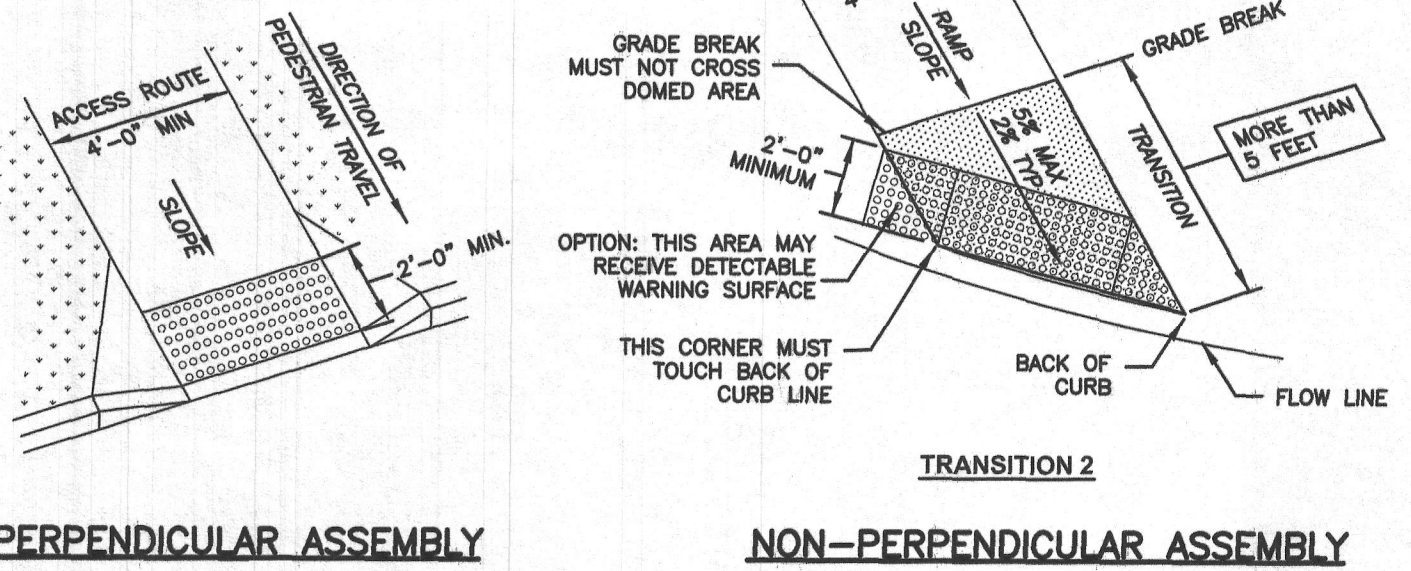 ACCESS ROUTE
4'-0" MIN
SLOPE
DIRECTION OF
PEDESTRIAN TRAVEL
2'-0" MIN.
PERPENDICULAR ASSEMBLY
GRADE BREAK
MUST NOT CROSS
DOMED AREA
RAMP
SLOPE
GRADE BREAK
5% MAX
2% TYP
TRANSITION
MORE THAN
5 FEET
2'-0"
MINIMUM
OPTION: THIS AREA MAY
RECEIVE DETECTABLE
WARNING SURFACE
THIS CORNER MUST
TOUCH BACK OF
CURB LINE
BACK OF
CURB
FLOW LINE
TRANSITION 2
NON-PERPENDICULAR ASSEMBLY